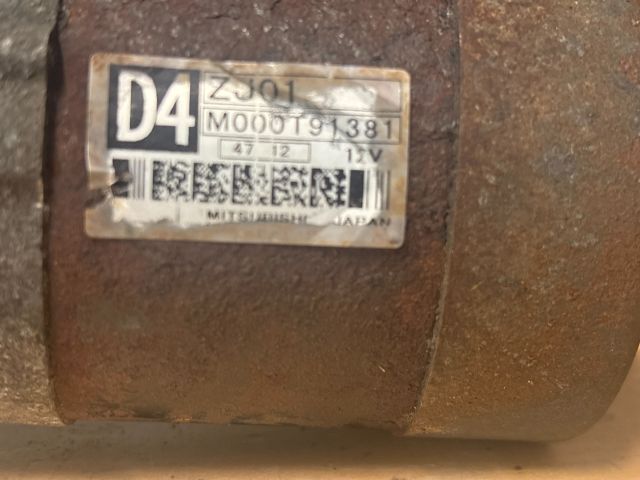 D4
ZJ01
M000T91381
47 12 12V
MITSUBISHI JAPAN